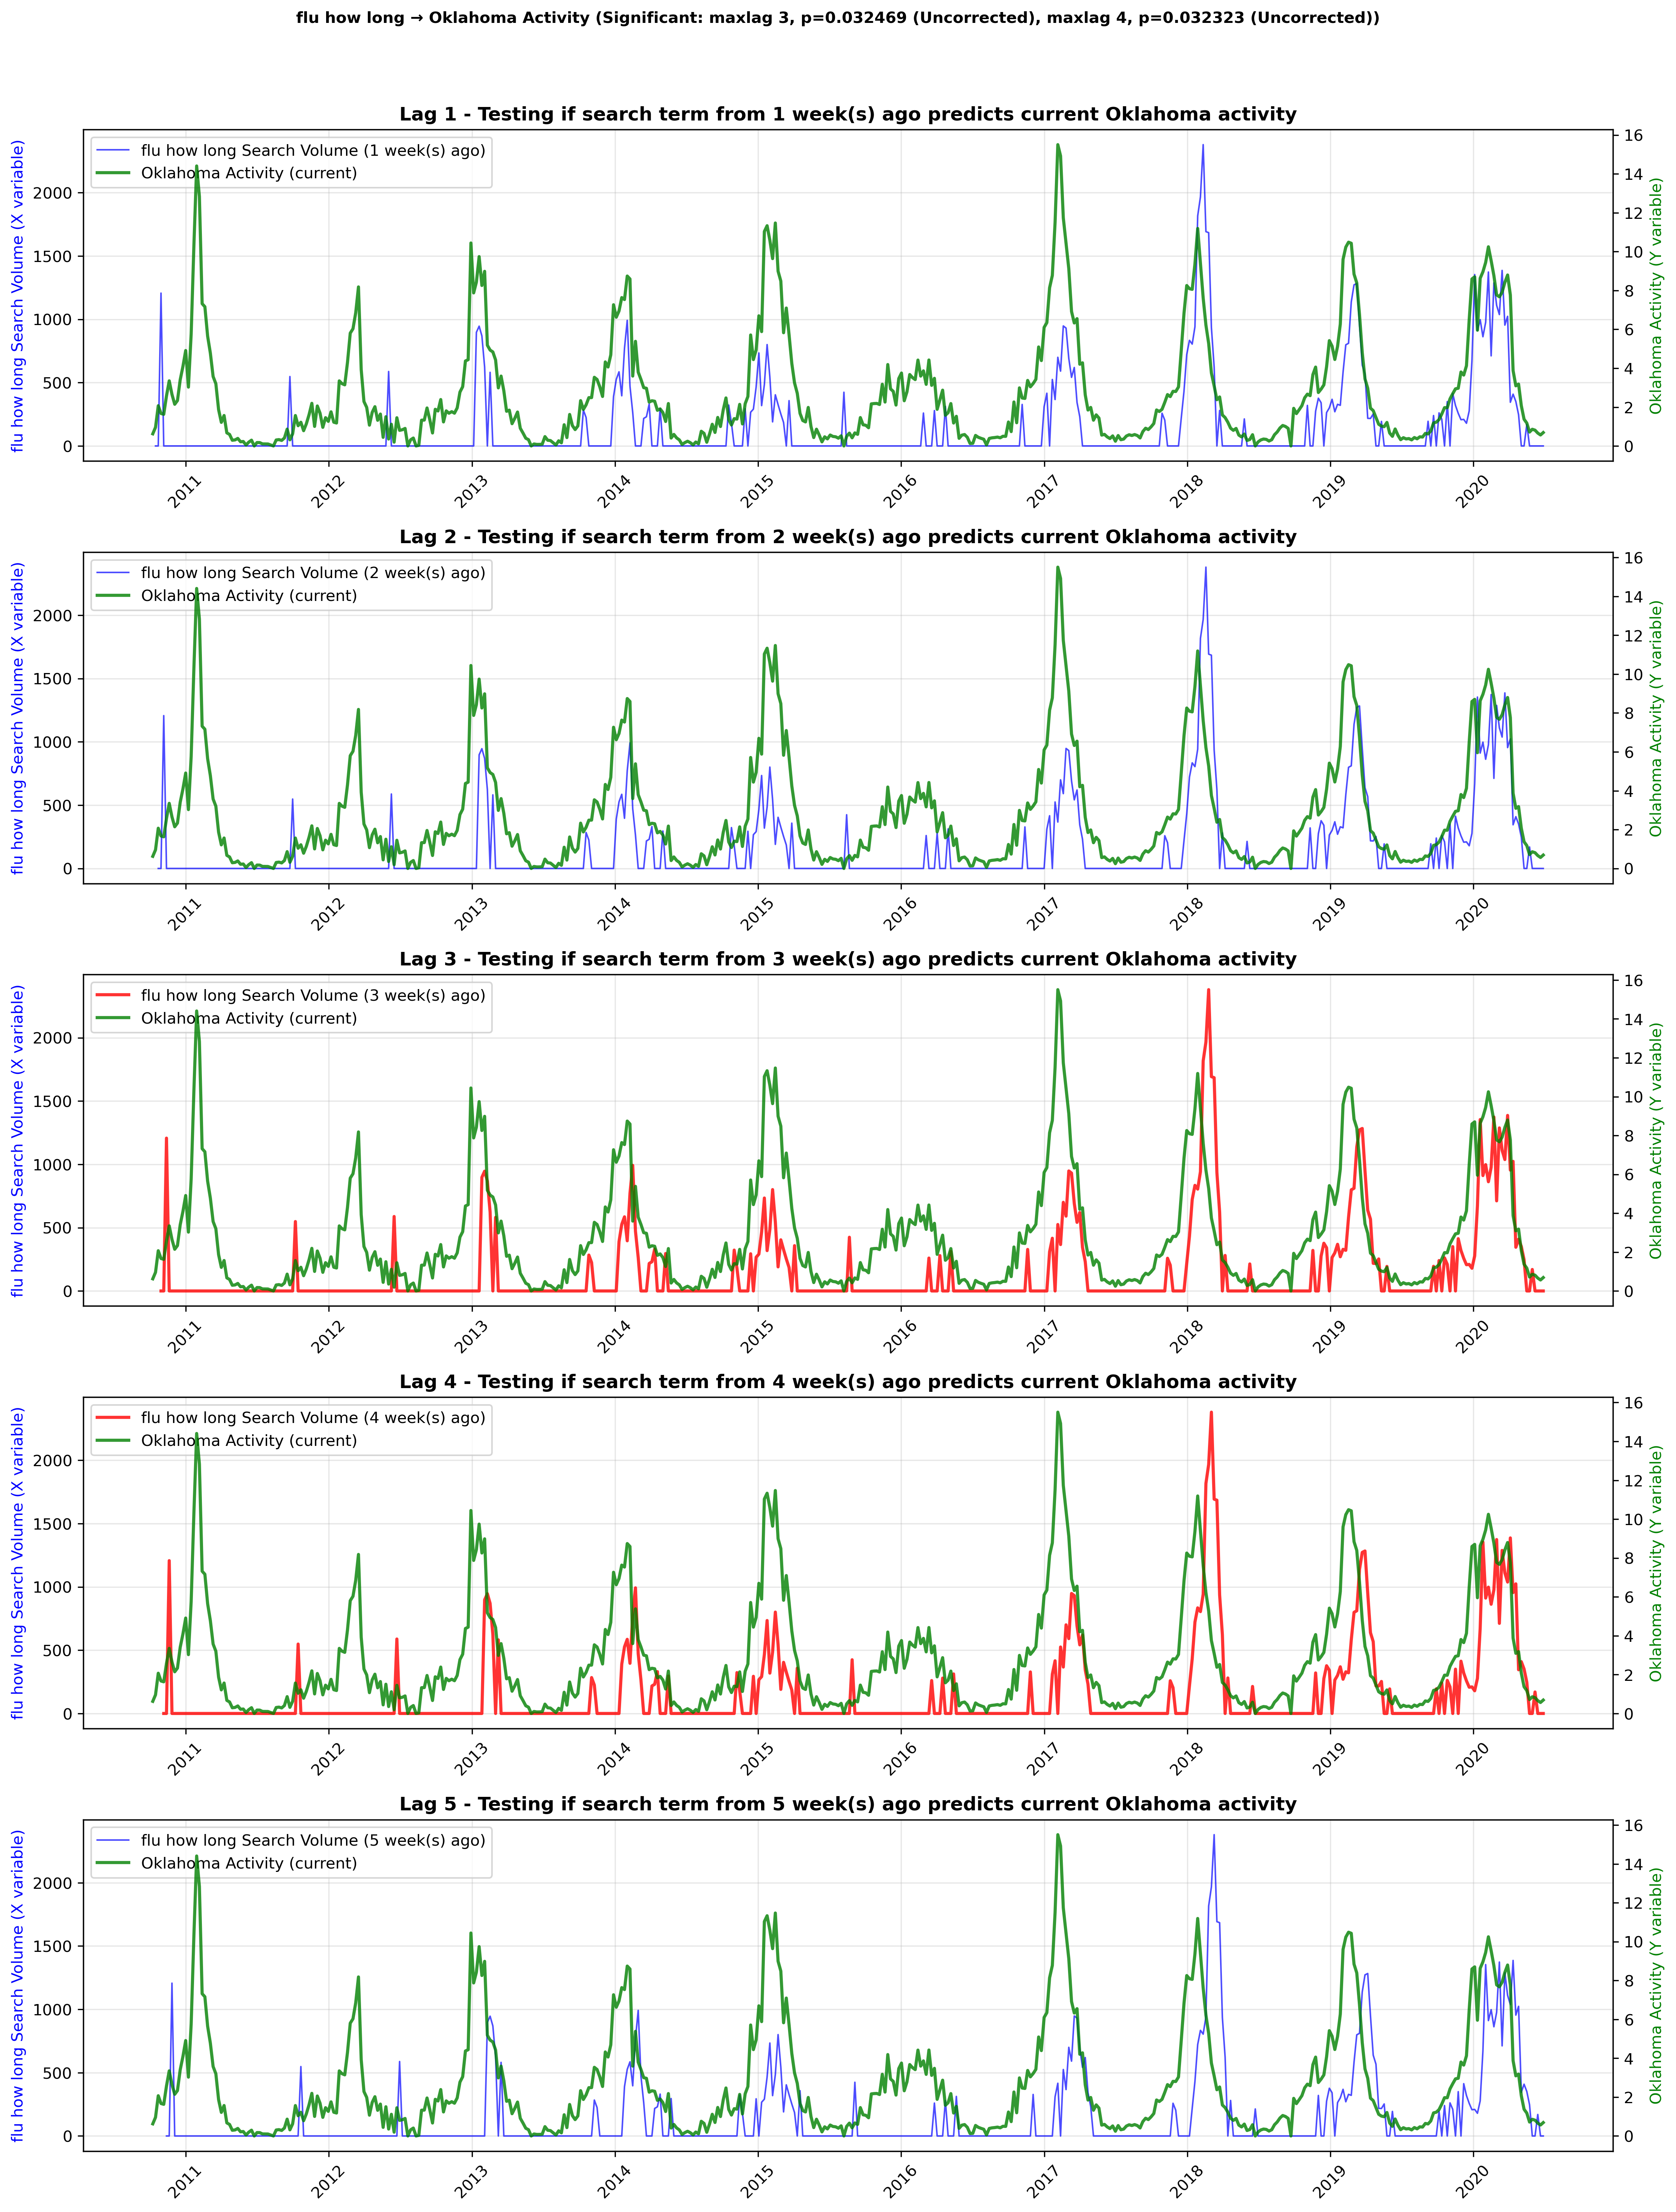 flu how long → Oklahoma Activity (Significant: maxlag 3, p=0.032469 (Uncorrected), maxlag 4, p=0.032323 (Uncorrected))
Lag 1 - Testing if search term from 1 week(s) ago predicts current Oklahoma activity
flu how long Search Volume (1 week(s) ago)
Oklahoma Activity (current)
flu how long Search Volume (X variable)
2000
1500
1000
500
0
16
14
12
10
8
6
4
2
0
Oklahoma Activity (Y variable)
2011 2012 2013 2014 2015 2016 2017 2018 2019 2020
Lag 2 - Testing if search term from 2 week(s) ago predicts current Oklahoma activity
flu how long Search Volume (2 week(s) ago)
Oklahoma Activity (current)
flu how long Search Volume (X variable)
2000
1500
1000
500
0
16
14
12
10
8
6
4
2
0
Oklahoma Activity (Y variable)
2011 2012 2013 2014 2015 2016 2017 2018 2019 2020
Lag 3 - Testing if search term from 3 week(s) ago predicts current Oklahoma activity
flu how long Search Volume (3 week(s) ago)
Oklahoma Activity (current)
flu how long Search Volume (X variable)
2000
1500
1000
500
0
16
14
12
10
8
6
4
2
0
Oklahoma Activity (Y variable)
2011 2012 2013 2014 2015 2016 2017 2018 2019 2020
Lag 4 - Testing if search term from 4 week(s) ago predicts current Oklahoma activity
flu how long Search Volume (4 week(s) ago)
Oklahoma Activity (current)
flu how long Search Volume (X variable)
2000
1500
1000
500
0
16
14
12
10
8
6
4
2
0
Oklahoma Activity (Y variable)
2011 2012 2013 2014 2015 2016 2017 2018 2019 2020
Lag 5 - Testing if search term from 5 week(s) ago predicts current Oklahoma activity
flu how long Search Volume (5 week(s) ago)
Oklahoma Activity (current)
flu how long Search Volume (X variable)
2000
1500
1000
500
0
16
14
12
10
8
6
4
2
0
Oklahoma Activity (Y variable)
2011 2012 2013 2014 2015 2016 2017 2018 2019 2020